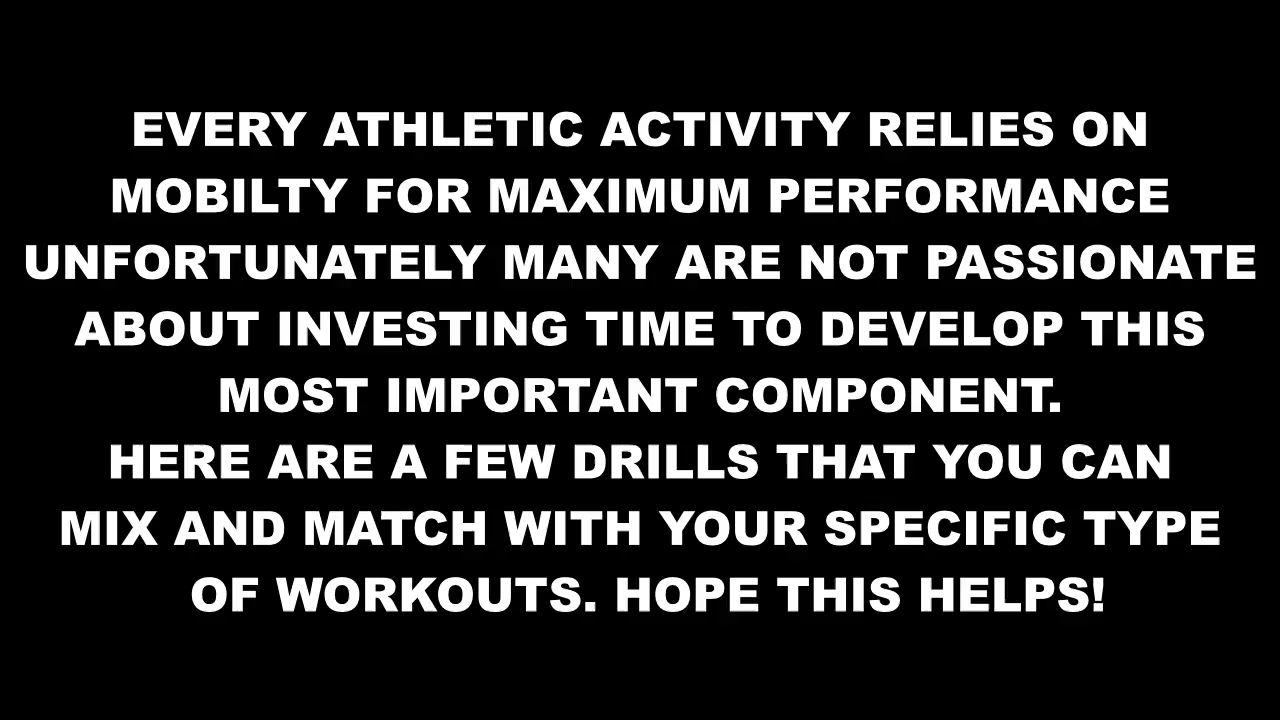 EVERY ATHLETIC ACTIVITY RELIES ON
MOBILTY FOR MAXIMUM PERFORMANCE
UNFORTUNATELY MANY ARE NOT PASSIONATE
ABOUT INVESTING TIME TO DEVELOP THIS
MOST IMPORTANT COMPONENT.
HERE ARE A FEW DRILLS THAT YOU CAN
MIX AND MATCH WITH YOUR SPECIFIC TYPE
OF WORKOUTS. HOPE THIS HELPS!